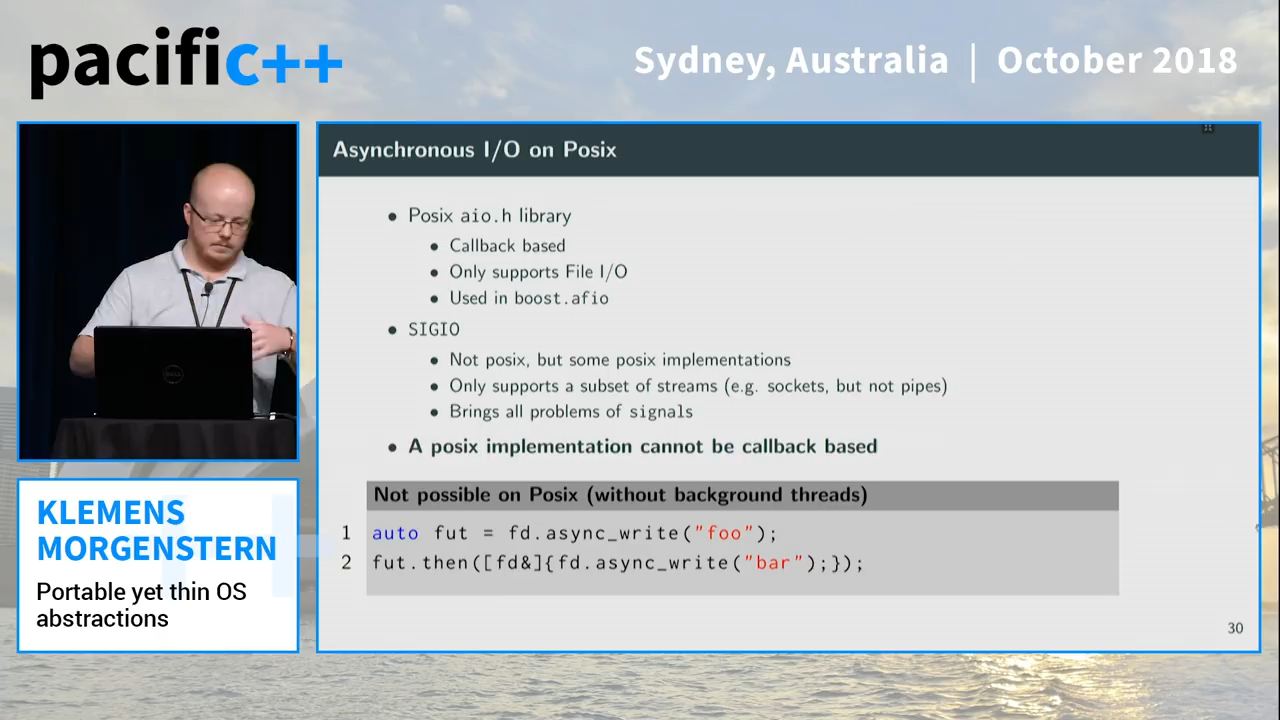 pacific++
Sydney, Australia | October 2018
Asynchronous I/O on Posix
• Posix aio.h library
• Callback based
• Only supports File I/O
• Used in boost.afio
• SIGIO
• Not posix, but some posix implementations
• Only supports a subset of streams (e.g. sockets, but not pipes)
• Brings all problems of signals
• A posix implementation cannot be callback based
Not possible on Posix (without background threads)
1 auto fut = fd.async_write("foo");
2 fut.then([fd&]{fd.async_write("bar");});
30
DELL
KLEMENS
MORGENSTERN
Portable yet thin OS
abstractions